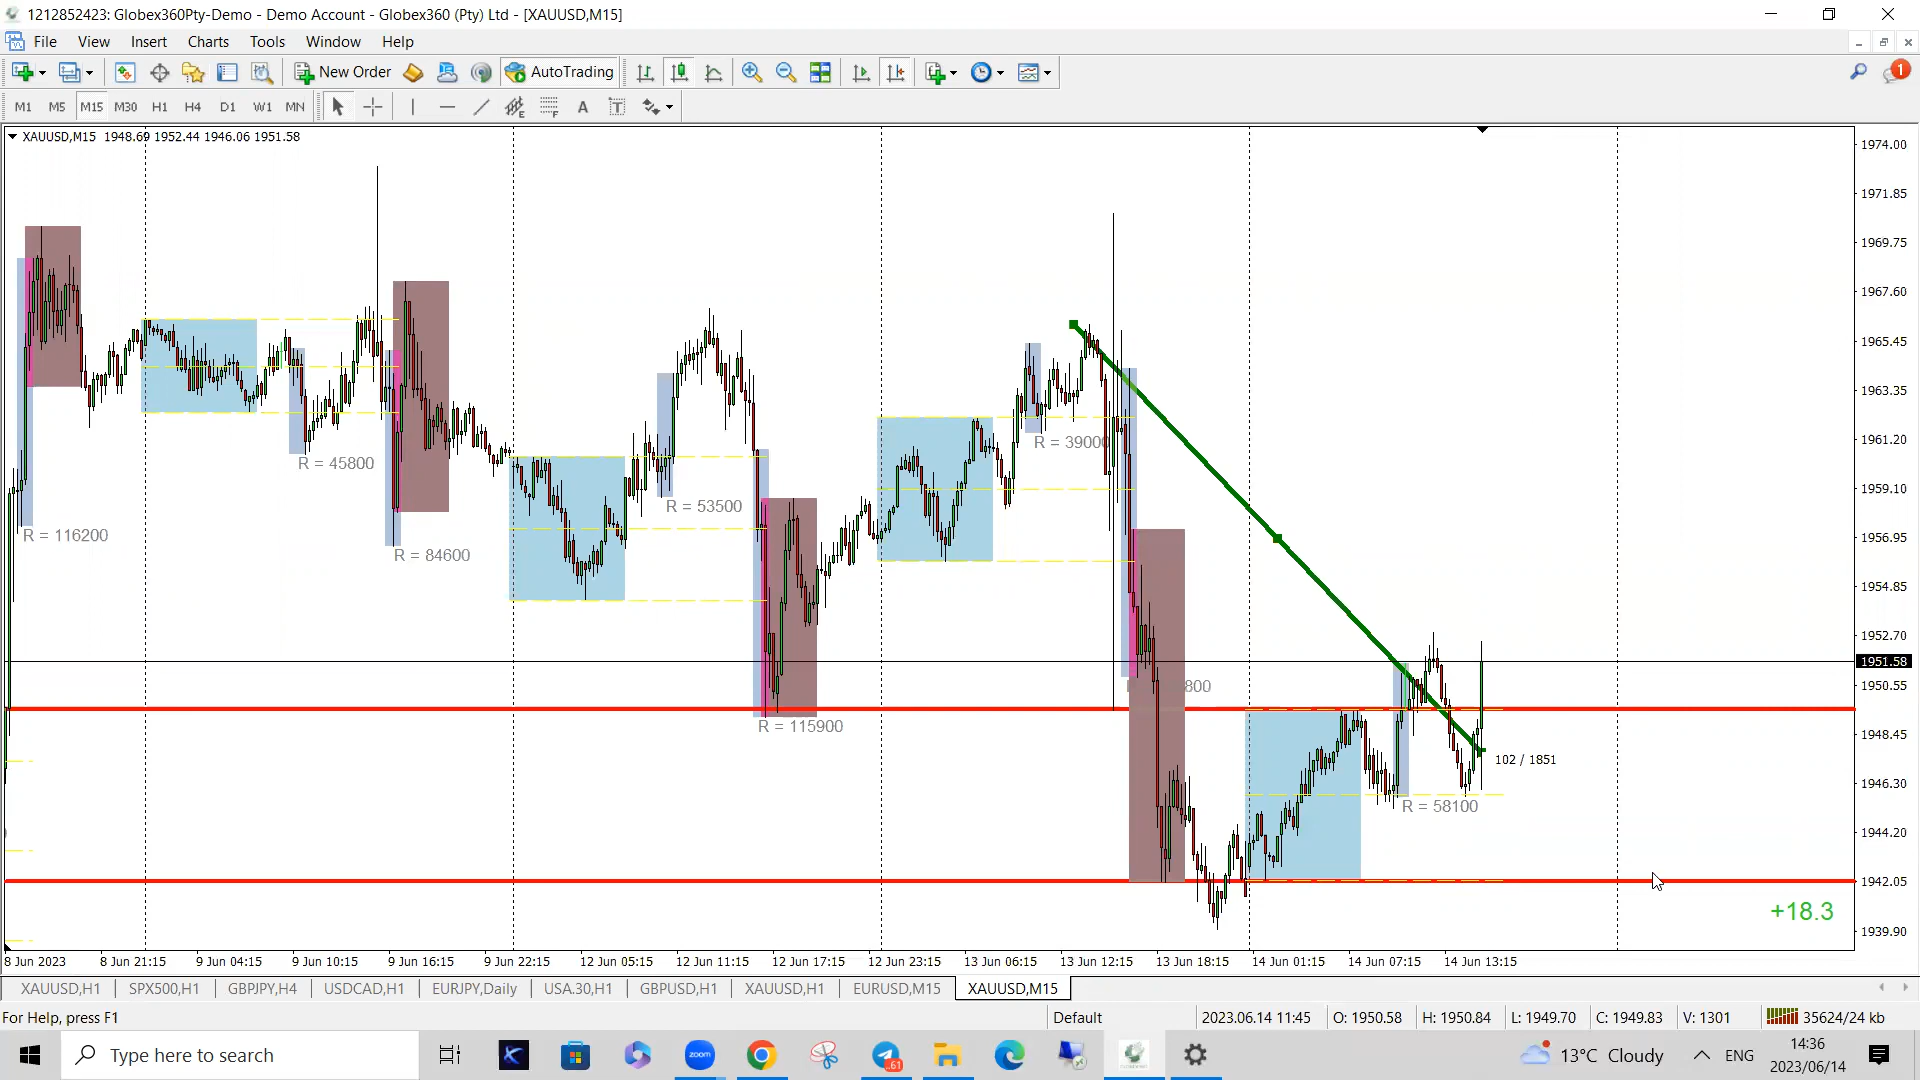 1212852423: Globex360Pty-Demo - Demo Account - Globex360 (Pty) Ltd - [XAUUSD,M15]
File View Insert Charts Tools Window Help
New Order AutoTrading 1
M1 M5 M15 M30 H1 H4 D1 W1 MN A T
XAUUSD,M15 1948.69 1952.44 1946.06 1951.58
1974.00
1971.85
1969.75
1967.60
1965.45
1963.35
1961.20
1959.10
1956.95
1954.85
1952.70
1951.58
1950.55
1948.45
1946.30
1944.20
1942.05
1939.90
R = 116200
R = 45800
R = 84600
R = 53500
R = 115900
R = 39000
800
R = 58100
102 / 1851
+18.3
8 Jun 2023 8 Jun 21:15 9 Jun 04:15 9 Jun 10:15 9 Jun 16:15 9 Jun 22:15 12 Jun 05:15 12 Jun 11:15 12 Jun 17:15 12 Jun 23:15 13 Jun 06:15 13 Jun 12:15 13 Jun 18:15 14 Jun 01:15 14 Jun 07:15 14 Jun 13:15
XAUUSD,H1 SPX500,H1 GBPJPY,H4 USDCAD,H1 EURJPY,Daily USA.30,H1 GBPUSD,H1 XAUUSD,H1 EURUSD,M15 XAUUSD,M15
For Help, press F1 Default 2023.06.14 11:45 O: 1950.58 H: 1950.84 L: 1949.70 C: 1949.83 V: 1301 35624/24 kb
Type here to search zoom 61 13°C Cloudy ENG 14:36
2023/06/14